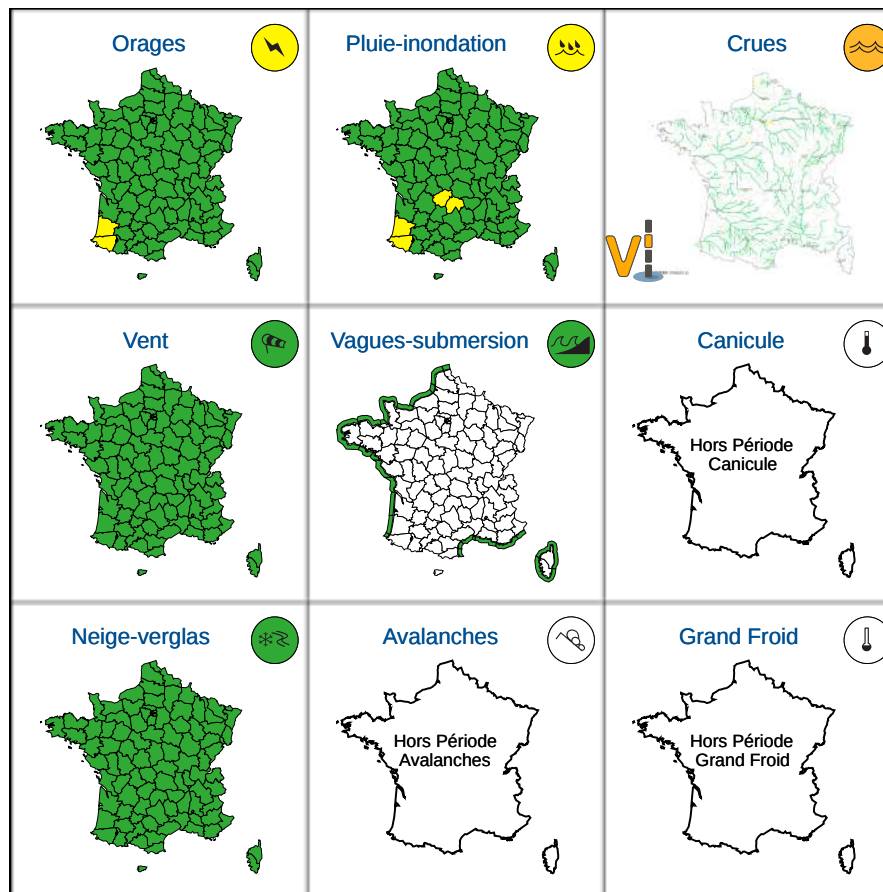 Orages
Pluie-inondation
Crues
Vi
Vent
Vagues-submersion
Canicule
Hors Période
Canicule
Neige-verglas
Avalanches
Hors Période
Avalanches
Grand Froid
Hors Période
Grand Froid